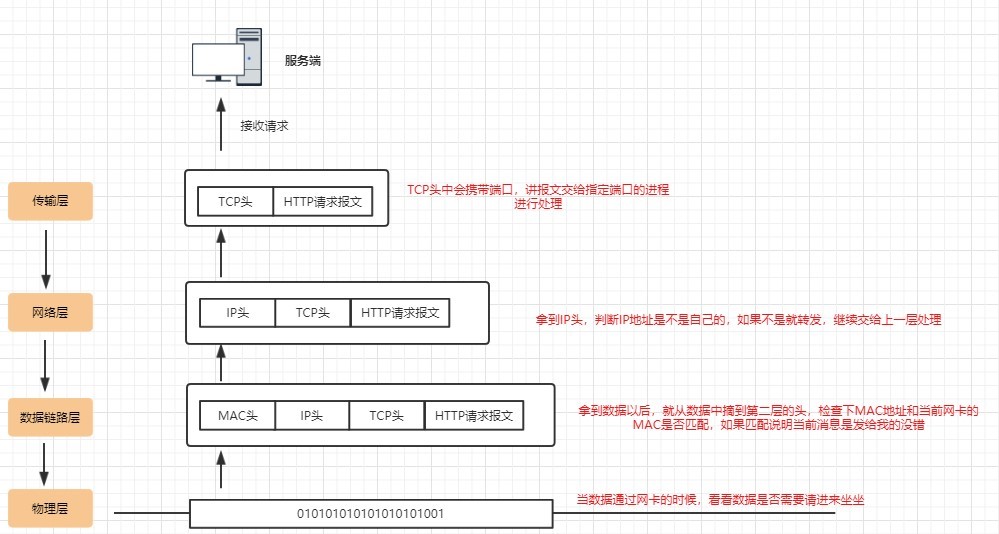 服务端
接收请求
传输层
TCP头 HTTP请求报文
TCP头中会携带端口，讲报文交给指定端口的进程
进行处理
网络层
IP头 TCP头 HTTP请求报文
拿到IP头，判断IP地址是不是自己的，如果不是就转发，继续交给上一层处理
数据链路层
MAC头 IP头 TCP头 HTTP请求报文
拿到数据以后，就从数据中摘到第二层的头，检查下MAC地址和当前网卡的
MAC是否匹配，如果匹配说明当前消息是发给我的没错
物理层
010101010101010101001
当数据通过网卡的时候，看看数据是否需要请进来坐坐